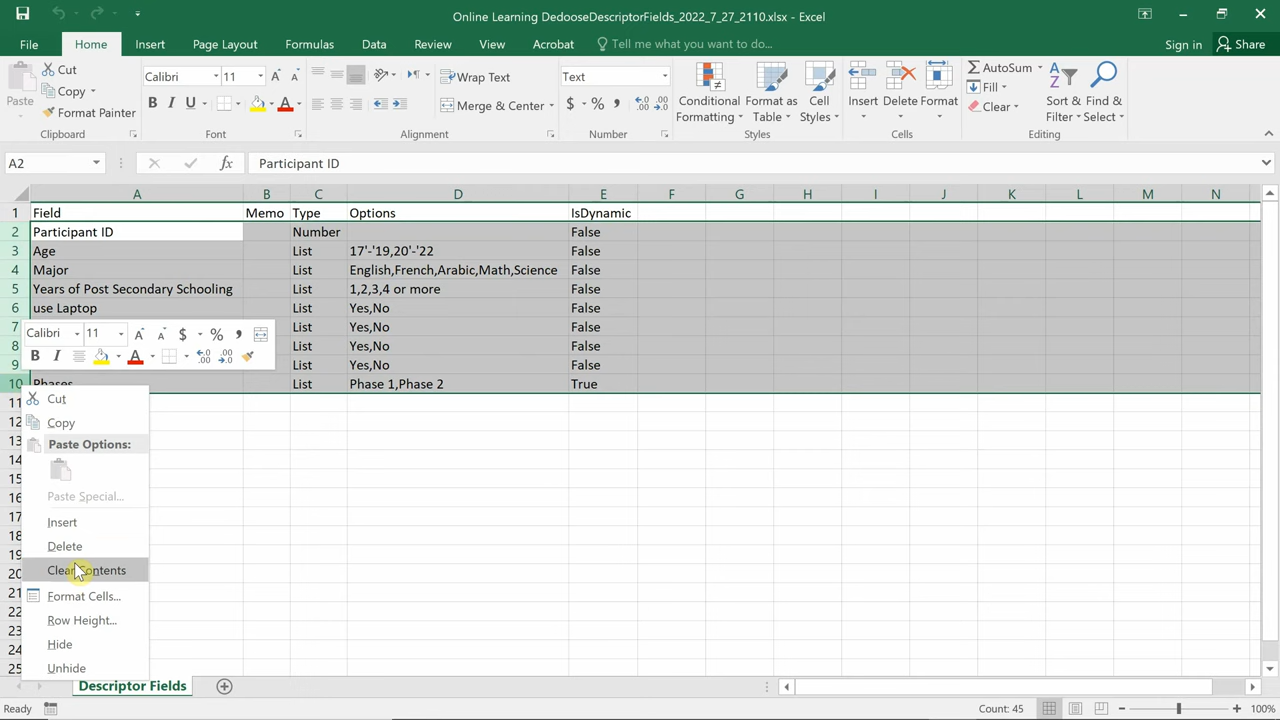 Online Learning DedooseDescriptorFields_2022_7_27_2110.xlsx - Excel
File Home Insert Page Layout Formulas Data Review View Acrobat Tell me what you want to do... Sign in Share
Paste Cut Copy Format Painter Clipboard
Calibri 11 B I U A Font
Wrap Text Merge & Center Alignment
Text $ % , Number
Conditional Formatting Format as Table Cell Styles Styles
Insert Delete Format Cells
AutoSum Fill Clear Sort & Filter Find & Select Editing
A2 fx Participant ID
A B C D E F G H I J K L M N
1 Field Memo Type Options IsDynamic
2 Participant ID Number False
3 Age List 17'-'19,20'-'22 False
4 Major List English,French,Arabic,Math,Science False
5 Years of Post Secondary Schooling List 1,2,3,4 or more False
6 use Laptop List Yes,No False
7 List Yes,No False
8 List Yes,No False
9 List Yes,No False
10 Phases List Phase 1,Phase 2 True
Calibri 11 A A $ % ,
B I A
11
12
13
14
15
16
17
18
19
20
21
22
23
24
25
Cut
Copy
Paste Options:
Paste Special...
Insert
Delete
Clear Contents
Format Cells...
Row Height...
Hide
Unhide
Descriptor Fields
Ready Count: 45 100%